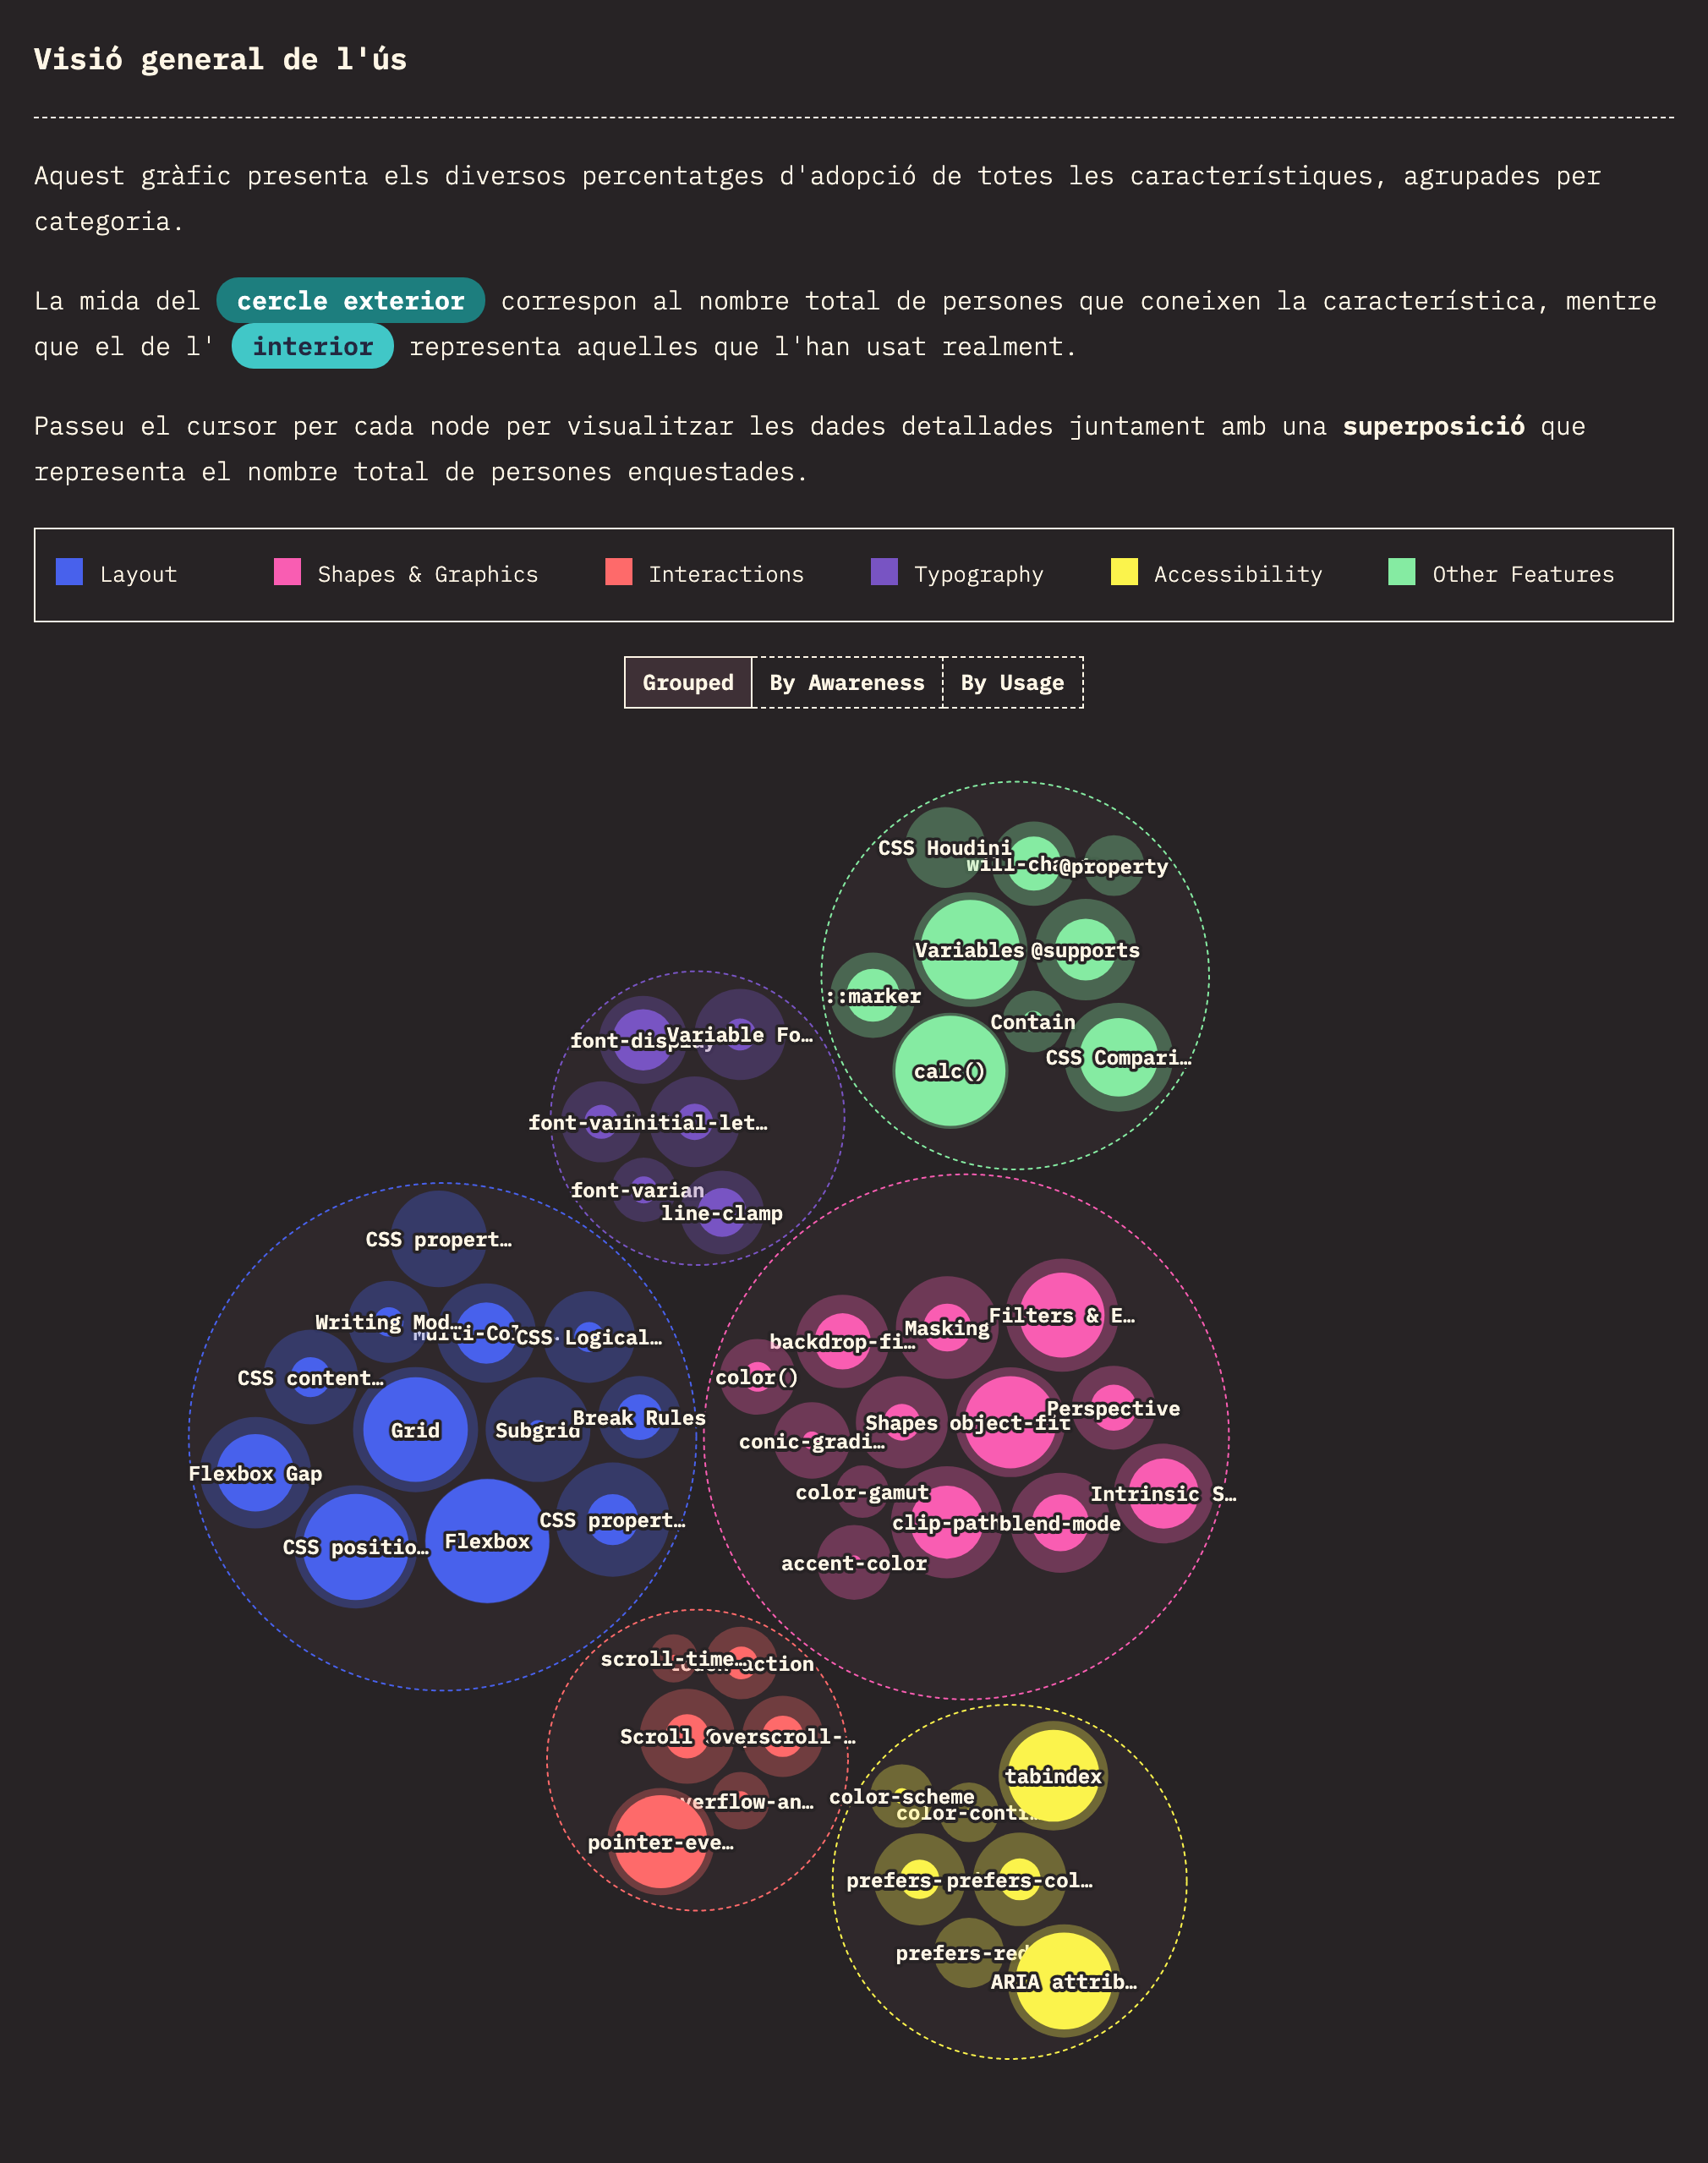 Visió general de l'ús
Aquest gràfic presenta els diversos percentatges d'adopció de totes les característiques, agrupades per
categoria.
La mida del cercle exterior correspon al nombre total de persones que coneixen la característica, mentre
que el de l' interior representa aquelles que l'han usat realment.
Passeu el cursor per cada node per visualitzar les dades detallades juntament amb una superposició que
representa el nombre total de persones enquestades.
Layout
Shapes & Graphics
Interactions
Typography
Accessibility
Other Features
Grouped
By Awareness
By Usage
CSS Houdini
will-cha
@property
Variables
@supports
::marker
Contain
CSS Compari…
calc()
font-display
Variable Fo…
font-var
initial-let…
font-varian
line-clamp
CSS propert…
Writing Mod…
Multi-Col
CSS Logical…
CSS content…
Grid
Subgrid
Break Rules
Flexbox Gap
CSS positio…
Flexbox
CSS propert…
backdrop-fi…
Masking
Filters & E…
color()
conic-gradi…
Shapes
object-fit
Perspective
color-gamut
clip-path
blend-mode
Intrinsic S…
accent-color
scroll-time…
action
Scroll
overscroll-…
verflow-an…
pointer-eve…
tabindex
color-scheme
color-contr…
prefers-
prefers-col…
prefers-red
ARIA attrib…